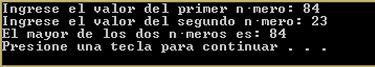 Ingrese el valor del primer n·mero: 84
Ingrese el valor del segundo n·mero: 23
El mayor de los dos n·meros es: 84
Presione una tecla para continuar . . .